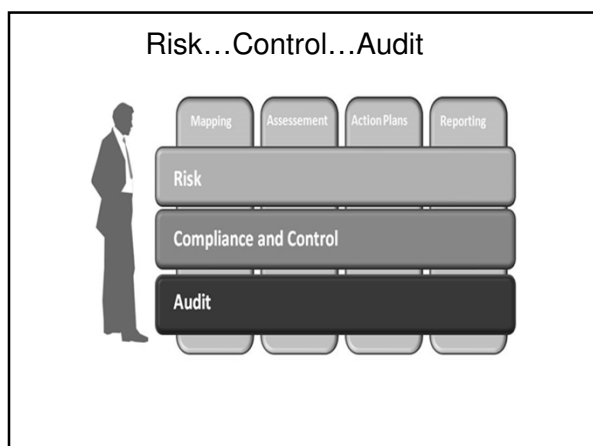 Risk…Control…Audit
Mapping Assessement Action Plans Reporting
Risk
Compliance and Control
Audit